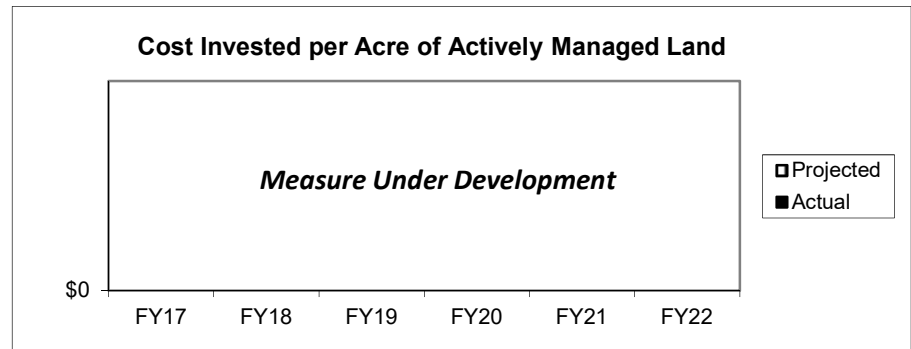 Cost Invested per Acre of Actively Managed Land
Measure Under Development
Projected
Actual
$0
FY17 FY18 FY19 FY20 FY21 FY22